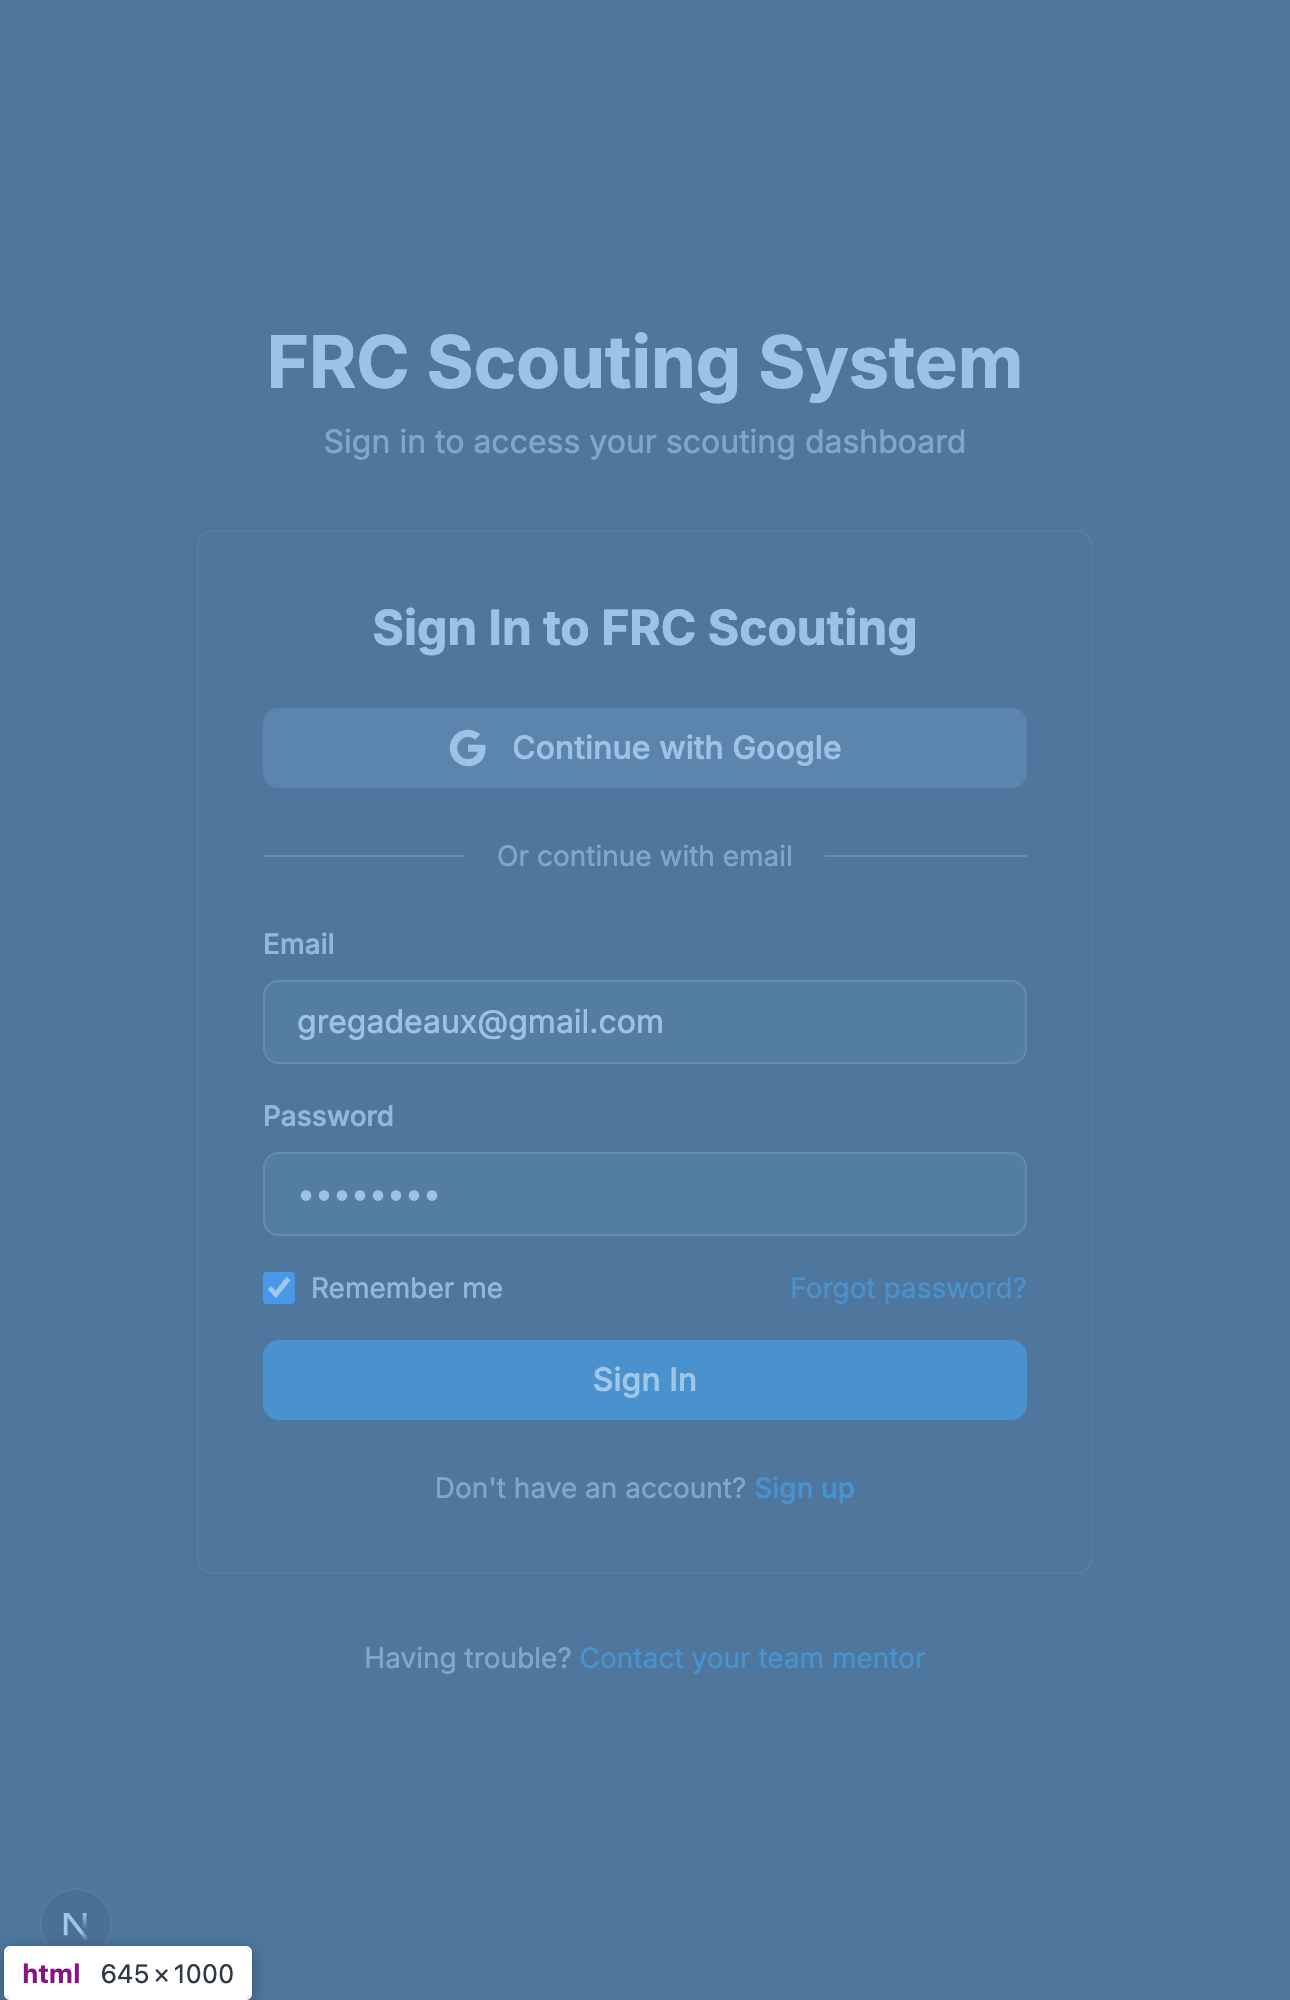 FRC Scouting System
Sign in to access your scouting dashboard
Sign In to FRC Scouting
G Continue with Google
Or continue with email
Email
gregadeaux@gmail.com
Password
••••••••
Remember me Forgot password?
Sign In
Don't have an account? Sign up
Having trouble? Contact your team mentor
N
html 645×1000